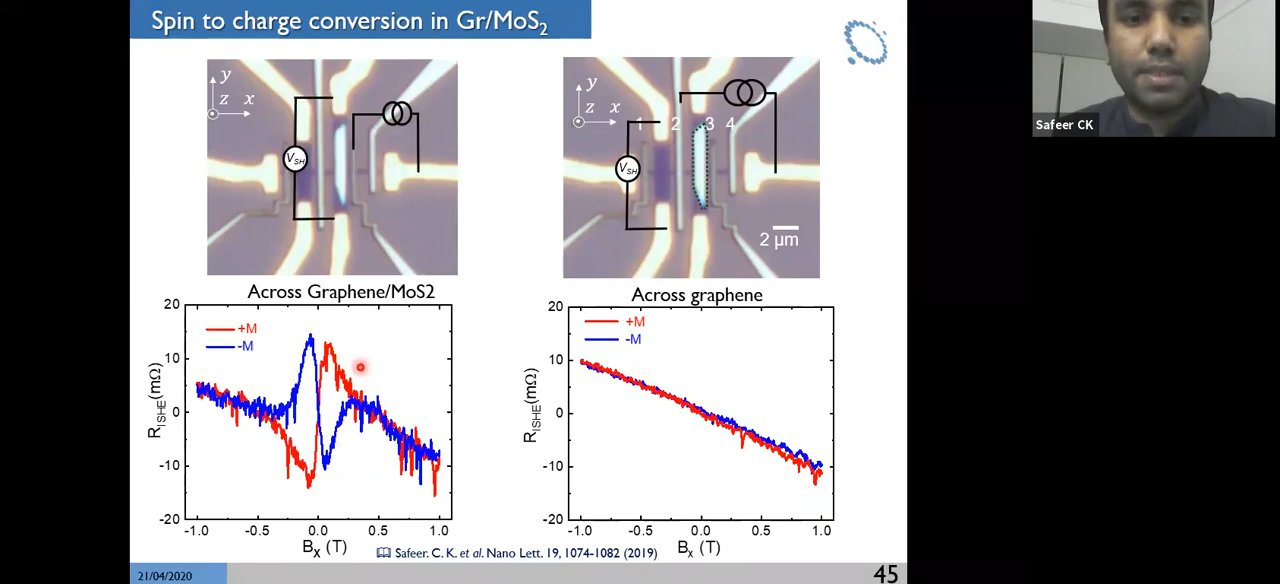 Spin to charge conversion in Gr/MoS2
y
z x
VSH
y
z x
1 2 3 4
VSH
2 μm
Safeer CK
Across Graphene/MoS2
+M
-M
RISHE(mΩ)
20
10
0
-10
-20
-1.0 -0.5 0.0 0.5 1.0
BX (T)
Across graphene
+M
-M
RISHE(mΩ)
20
10
0
-10
-20
-1.0 -0.5 0.0 0.5 1.0
BX (T)
Safeer. C. K. et al. Nano Lett. 19, 1074-1082 (2019)
21/04/2020
45